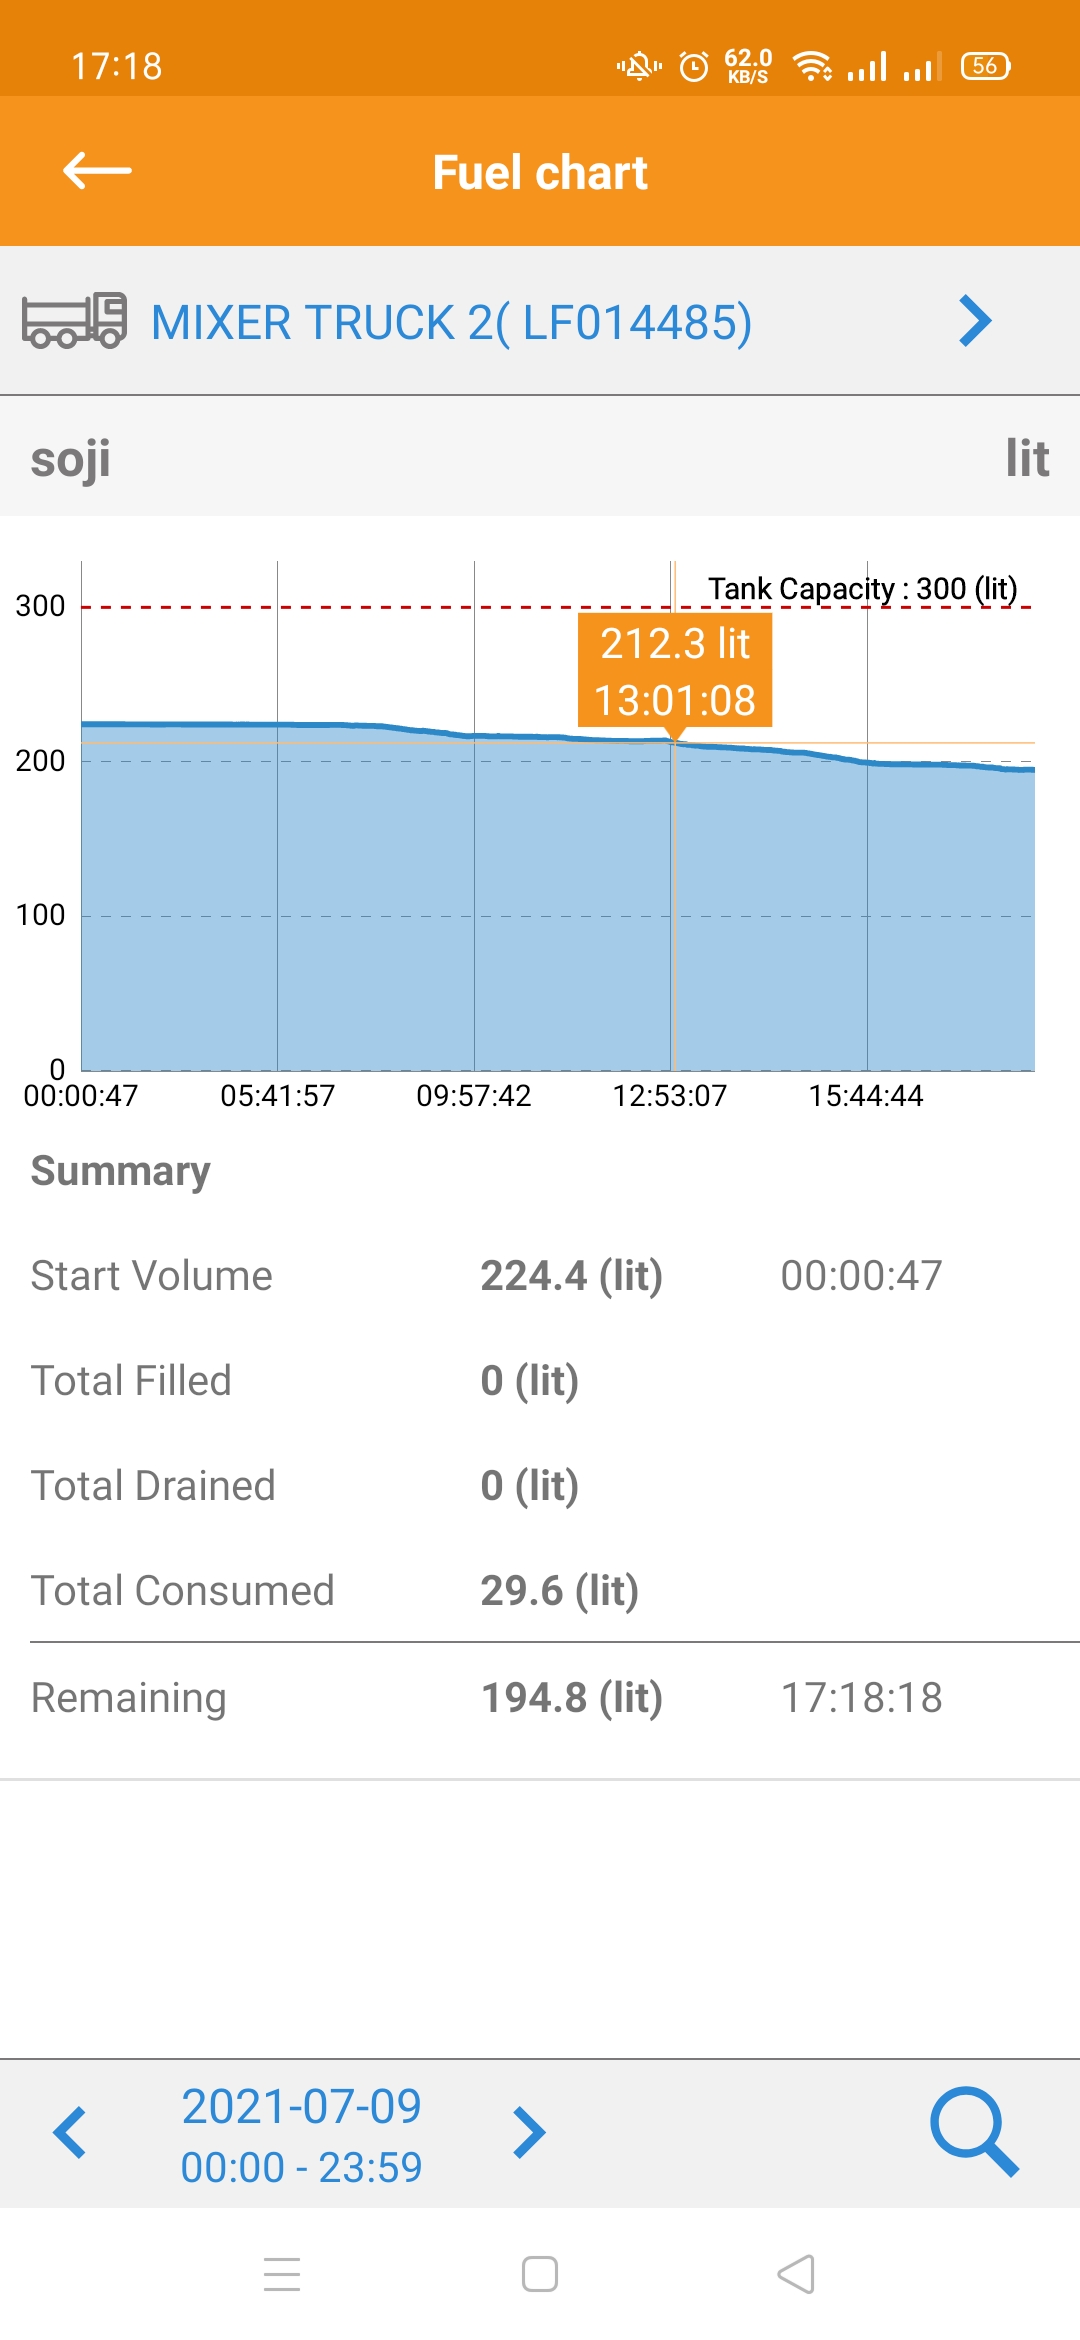 17:18
62.0
KB/S
56
Fuel chart
MIXER TRUCK 2( LF014485)
soji lit
Tank Capacity : 300 (lit)
300
212.3 lit
13:01:08
200
100
0
00:00:47 05:41:57 09:57:42 12:53:07 15:44:44
Summary
Start Volume 224.4 (lit) 00:00:47
Total Filled 0 (lit)
Total Drained 0 (lit)
Total Consumed 29.6 (lit)
Remaining 194.8 (lit) 17:18:18
2021-07-09
00:00 - 23:59